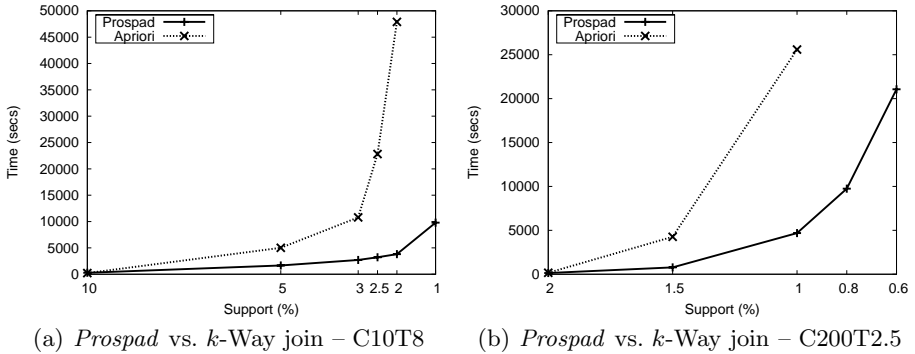 Prospad
Apriori
Time (secs)
50000
45000
40000
35000
30000
25000
20000
15000
10000
5000
0
10 5 3 2.5 2 1
Support (%)
(a) Prospad vs. k-Way join – C10T8
Prospad
Apriori
Time (secs)
30000
25000
20000
15000
10000
5000
0
2 1.5 1 0.8 0.6
Support (%)
(b) Prospad vs. k-Way join – C200T2.5